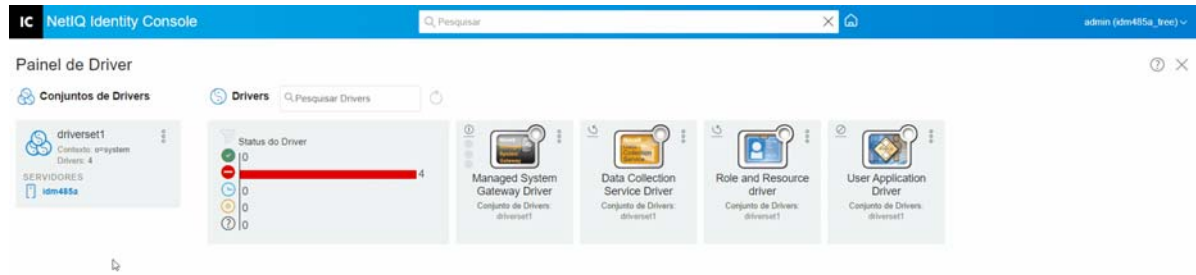 IC NetIQ Identity Console
Pesquisar
admin (idm485a_tree)
Painel de Driver
Conjuntos de Drivers
Drivers
Pesquisar Drivers
driverset1
Contexto: o=system
Drivers: 4
SERVIDORES
idm485a
Status do Driver
0
4
0
0
0
Managed System
Gateway Driver
Conjunto de Drivers:
driverset1
Data Collection
Service Driver
Conjunto de Drivers:
driverset1
Role and Resource
driver
Conjunto de Drivers:
driverset1
User Application
Driver
Conjunto de Drivers:
driverset1